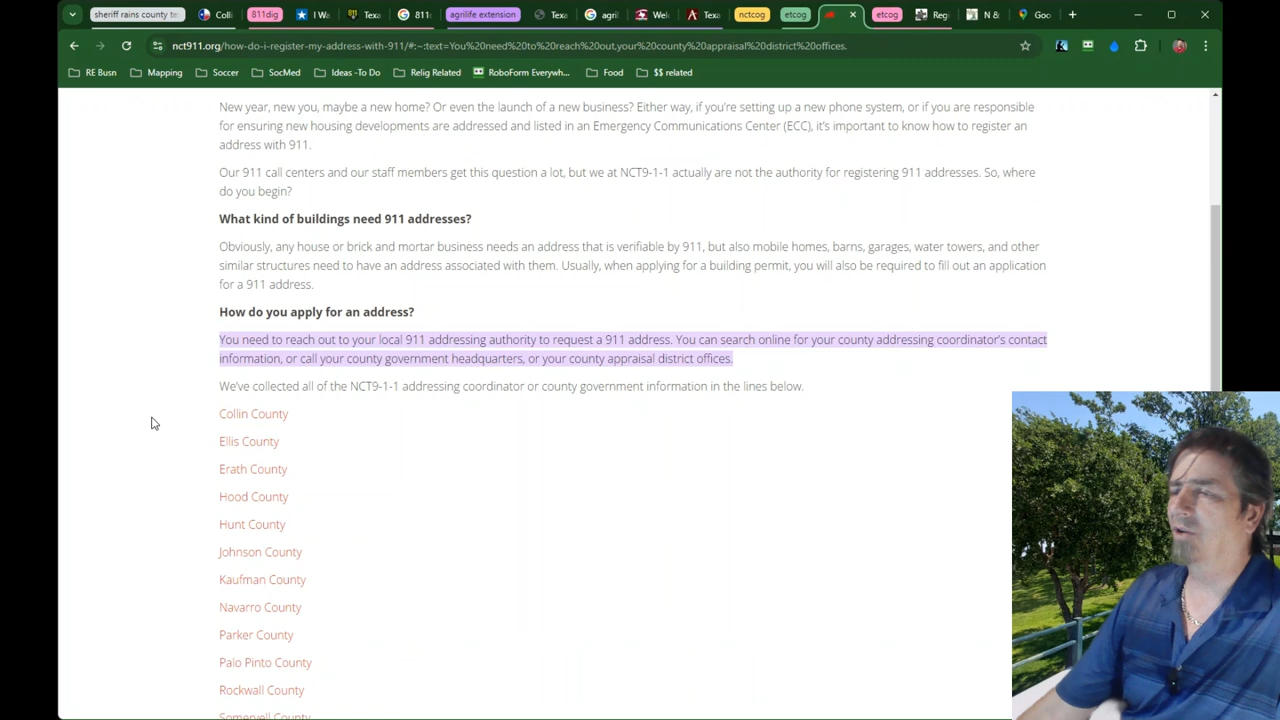 sheriff rains county te
Colli
811dig
I Wa
Texa
811
agrilife extension
Texa
agri
Welc
Texa
nctcog
etcog
etcog
Regi
N &
Goo
nct911.org/how-do-i-register-my-address-with-911/#:~:text=You%20need%20to%20reach%20out,your%20county%20appraisal%20district%20offices.
RE Busn
Mapping
Soccer
SocMed
Ideas -To Do
Relig Related
RoboForm Everywh...
Food
$$ related
New year, new you, maybe a new home? Or even the launch of a new business? Either way, if you're setting up a new phone system, or if you are responsible
for ensuring new housing developments are addressed and listed in an Emergency Communications Center (ECC), it's important to know how to register an
address with 911.
Our 911 call centers and our staff members get this question a lot, but we at NCT9-1-1 actually are not the authority for registering 911 addresses. So, where
do you begin?
What kind of buildings need 911 addresses?
Obviously, any house or brick and mortar business needs an address that is verifiable by 911, but also mobile homes, barns, garages, water towers, and other
similar structures need to have an address associated with them. Usually, when applying for a building permit, you will also be required to fill out an application
for a 911 address.
How do you apply for an address?
You need to reach out to your local 911 addressing authority to request a 911 address. You can search online for your county addressing coordinator's contact
information, or call your county government headquarters, or your county appraisal district offices.
We've collected all of the NCT9-1-1 addressing coordinator or county government information in the lines below.
Collin County
Ellis County
Erath County
Hood County
Hunt County
Johnson County
Kaufman County
Navarro County
Parker County
Palo Pinto County
Rockwall County
Somervell County